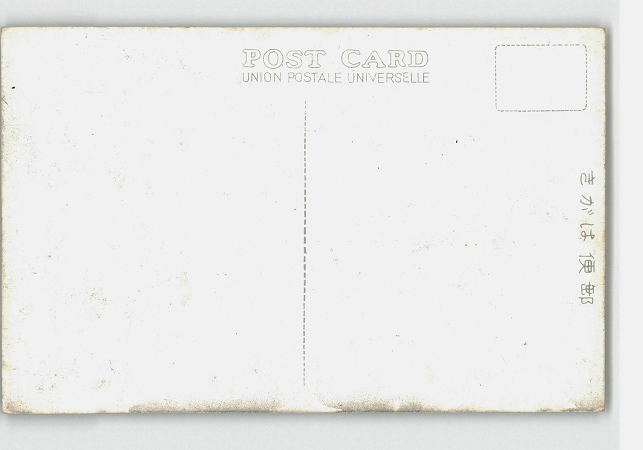 POST CARD
UNION POSTALE UNIVERSELLE
きがは便郵